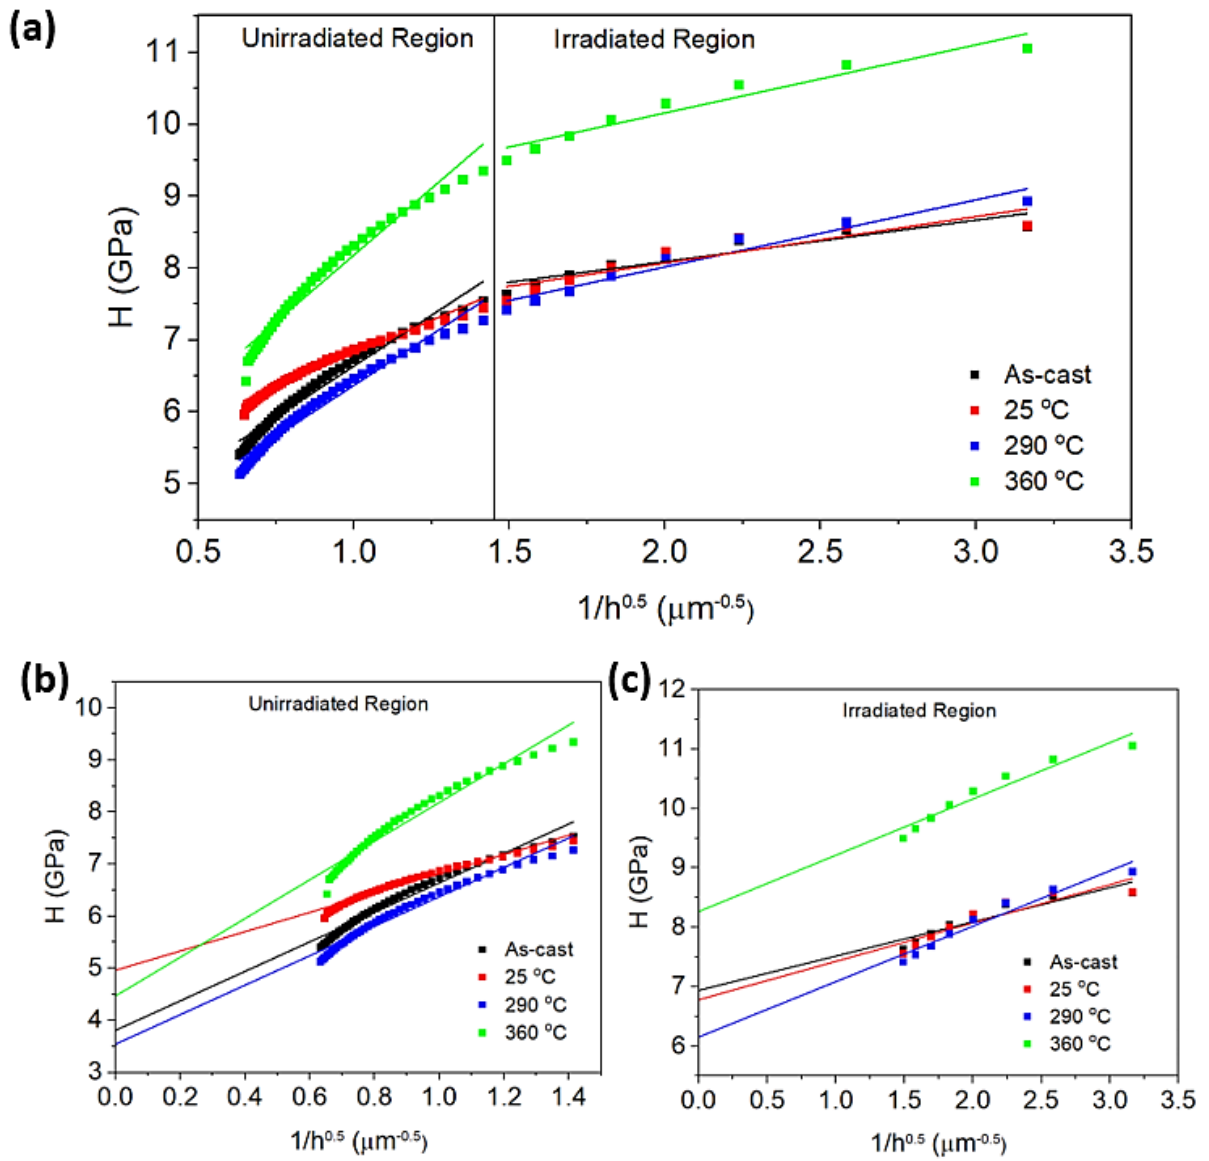 (a)
Unirradiated Region
Irradiated Region
H (GPa)
11
10
9
8
7
6
5
As-cast
25 °C
290 °C
360 °C
0.5 1.0 1.5 2.0 2.5 3.0 3.5
1/h^0.5 (μm^-0.5)
(b)
Unirradiated Region
H (GPa)
10
9
8
7
6
5
4
3
As-cast
25 °C
290 °C
360 °C
0.0 0.2 0.4 0.6 0.8 1.0 1.2 1.4
1/h^0.5 (μm^-0.5)
(c)
Irradiated Region
H (GPa)
12
11
10
9
8
7
6
As-cast
25 °C
290 °C
360 °C
0.0 0.5 1.0 1.5 2.0 2.5 3.0 3.5
1/h^0.5 (μm^-0.5)